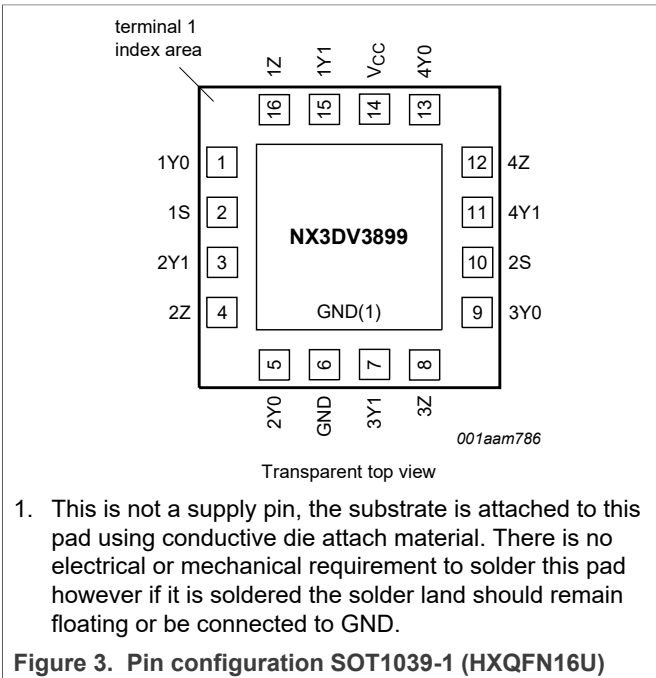 terminal 1
index area
1Z
1Y1
VCC
4Y0
16
15
14
13
1Y0
1
12
4Z
1S
2
11
4Y1
NX3DV3899
2Y1
3
10
2S
2Z
4
GND(1)
9
3Y0
5
6
7
8
2Y0
GND
3Y1
3Z
001aam786
Transparent top view
1. This is not a supply pin, the substrate is attached to this
pad using conductive die attach material. There is no
electrical or mechanical requirement to solder this pad
however if it is soldered the solder land should remain
floating or be connected to GND.
Figure 3. Pin configuration SOT1039-1 (HXQFN16U)